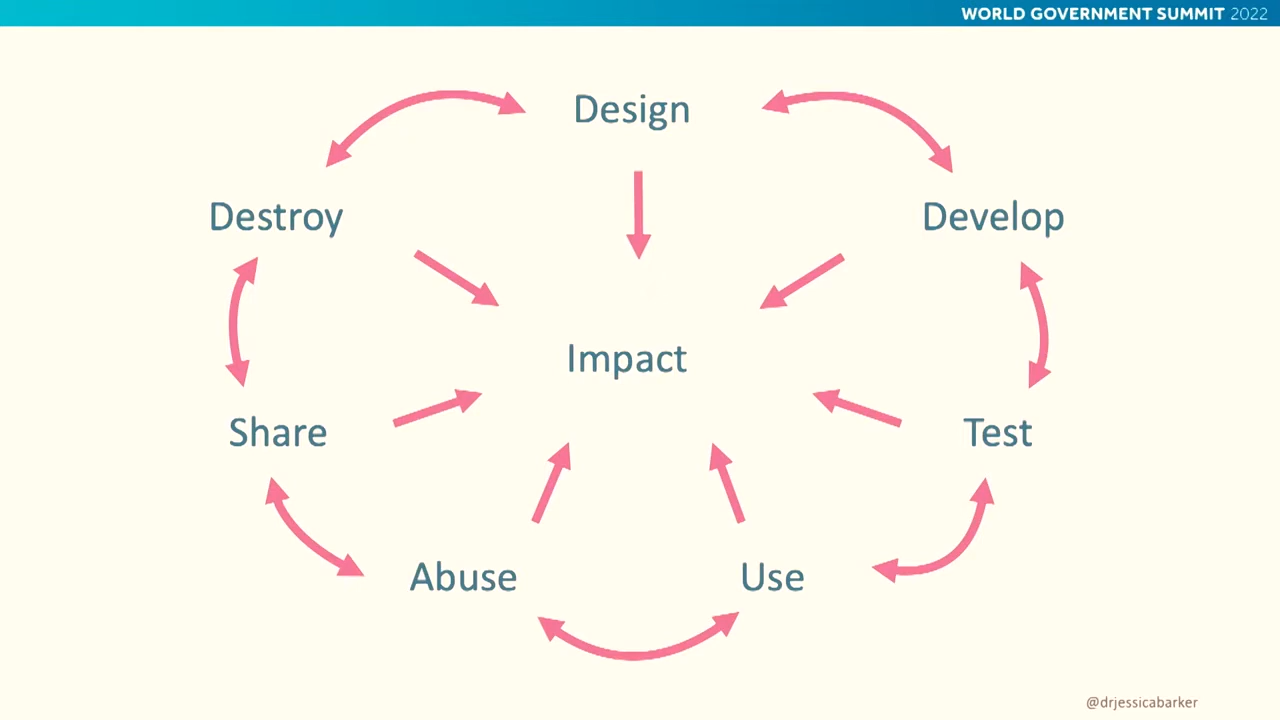 WORLD GOVERNMENT SUMMIT 2022
Design
Destroy
Develop
Impact
Share
Test
Abuse
Use
@drjessicabarker